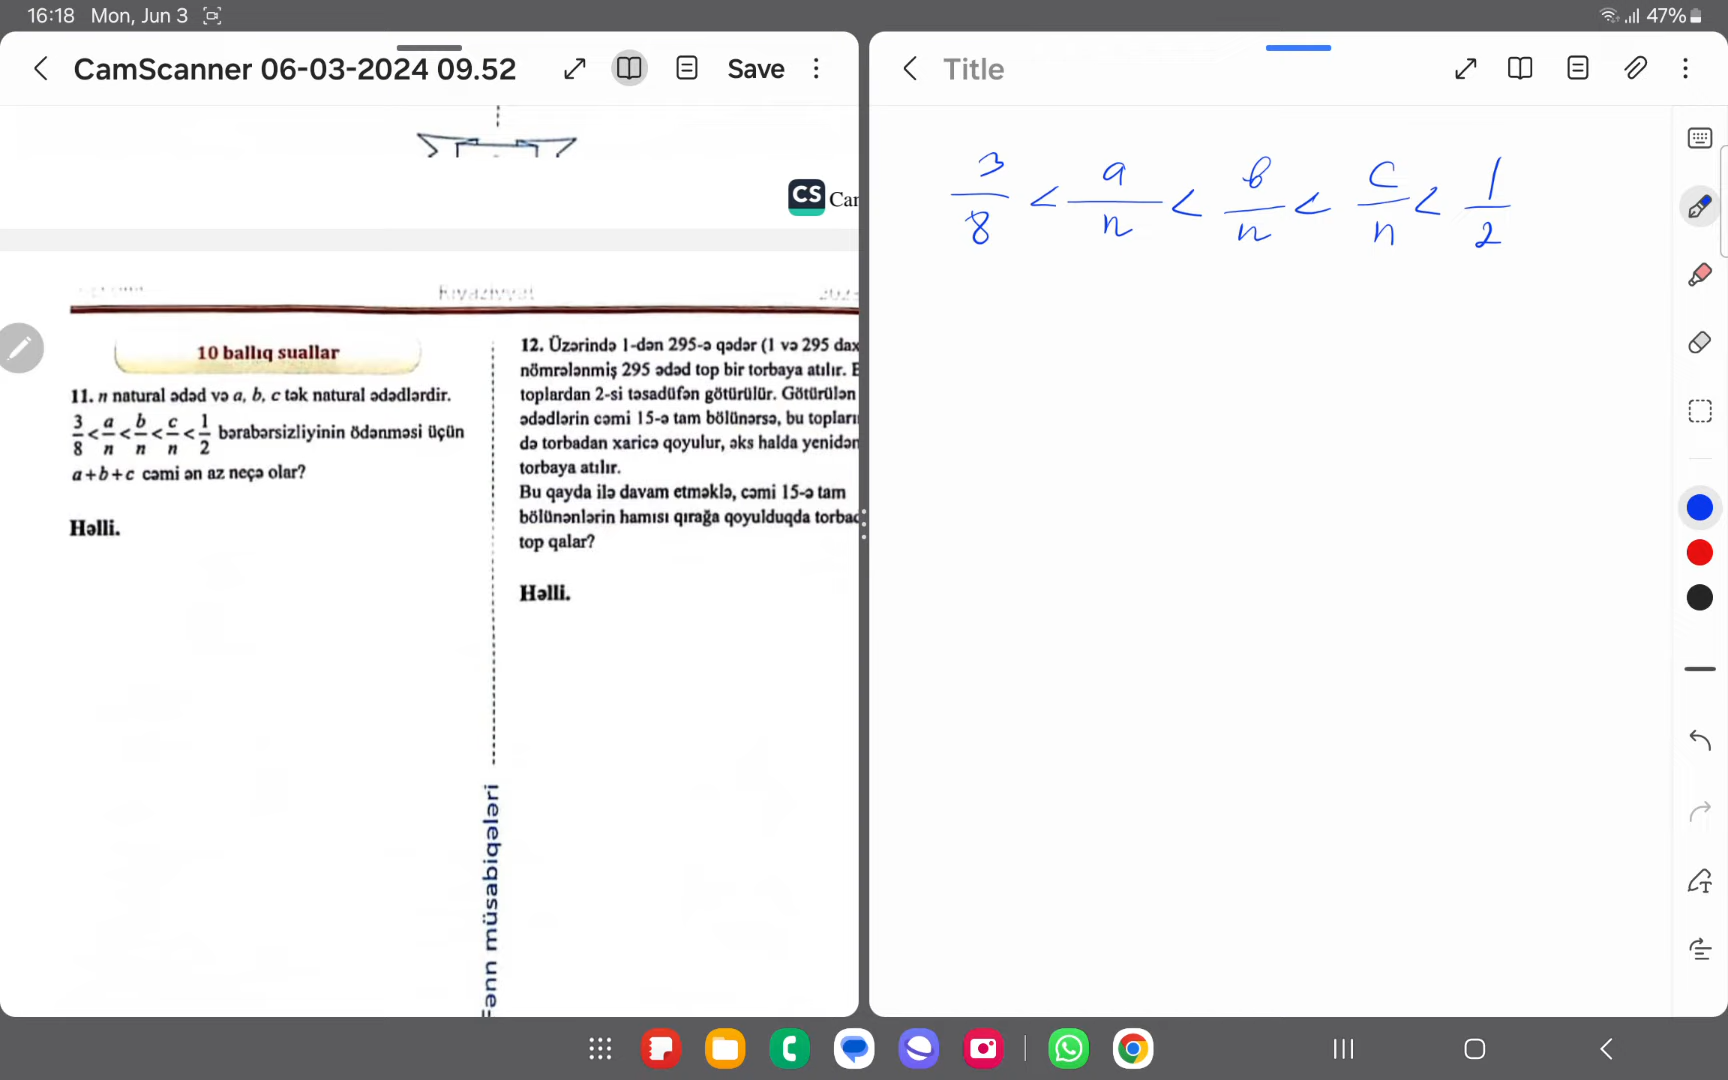 16:18 Mon, Jun 3
47%
CamScanner 06-03-2024 09.52
Save
CS
Riyaziyyat
10 ballıq suallar
11. n natural ədəd və a, b, c tək natural ədədlərdir.
3/8 < a/n < b/n < c/n < 1/2 bərabərsizliyinin ödənməsi üçün
a+b+c cəmi ən az neçə olar?
Həlli.
12. Üzərində 1-dən 295-ə qədər (1 və 295 dax
nömrələnmiş 295 ədəd top bir torbaya atılır. B
toplardan 2-si təsadüfən götürülür. Götürülən
ədədlərin cəmi 15-ə tam bölünərsə, bu topların
də torbadan xaricə qoyulur, əks halda yenidən
torbaya atılır.
Bu qayda ilə davam etməklə, cəmi 15-ə tam
bölünənlərin hamısı qırağa qoyulduqda torbad
top qalar?
Həlli.
Fənn müsabiqələri
Title
3/8 < a/n < b/n < c/n < 1/2